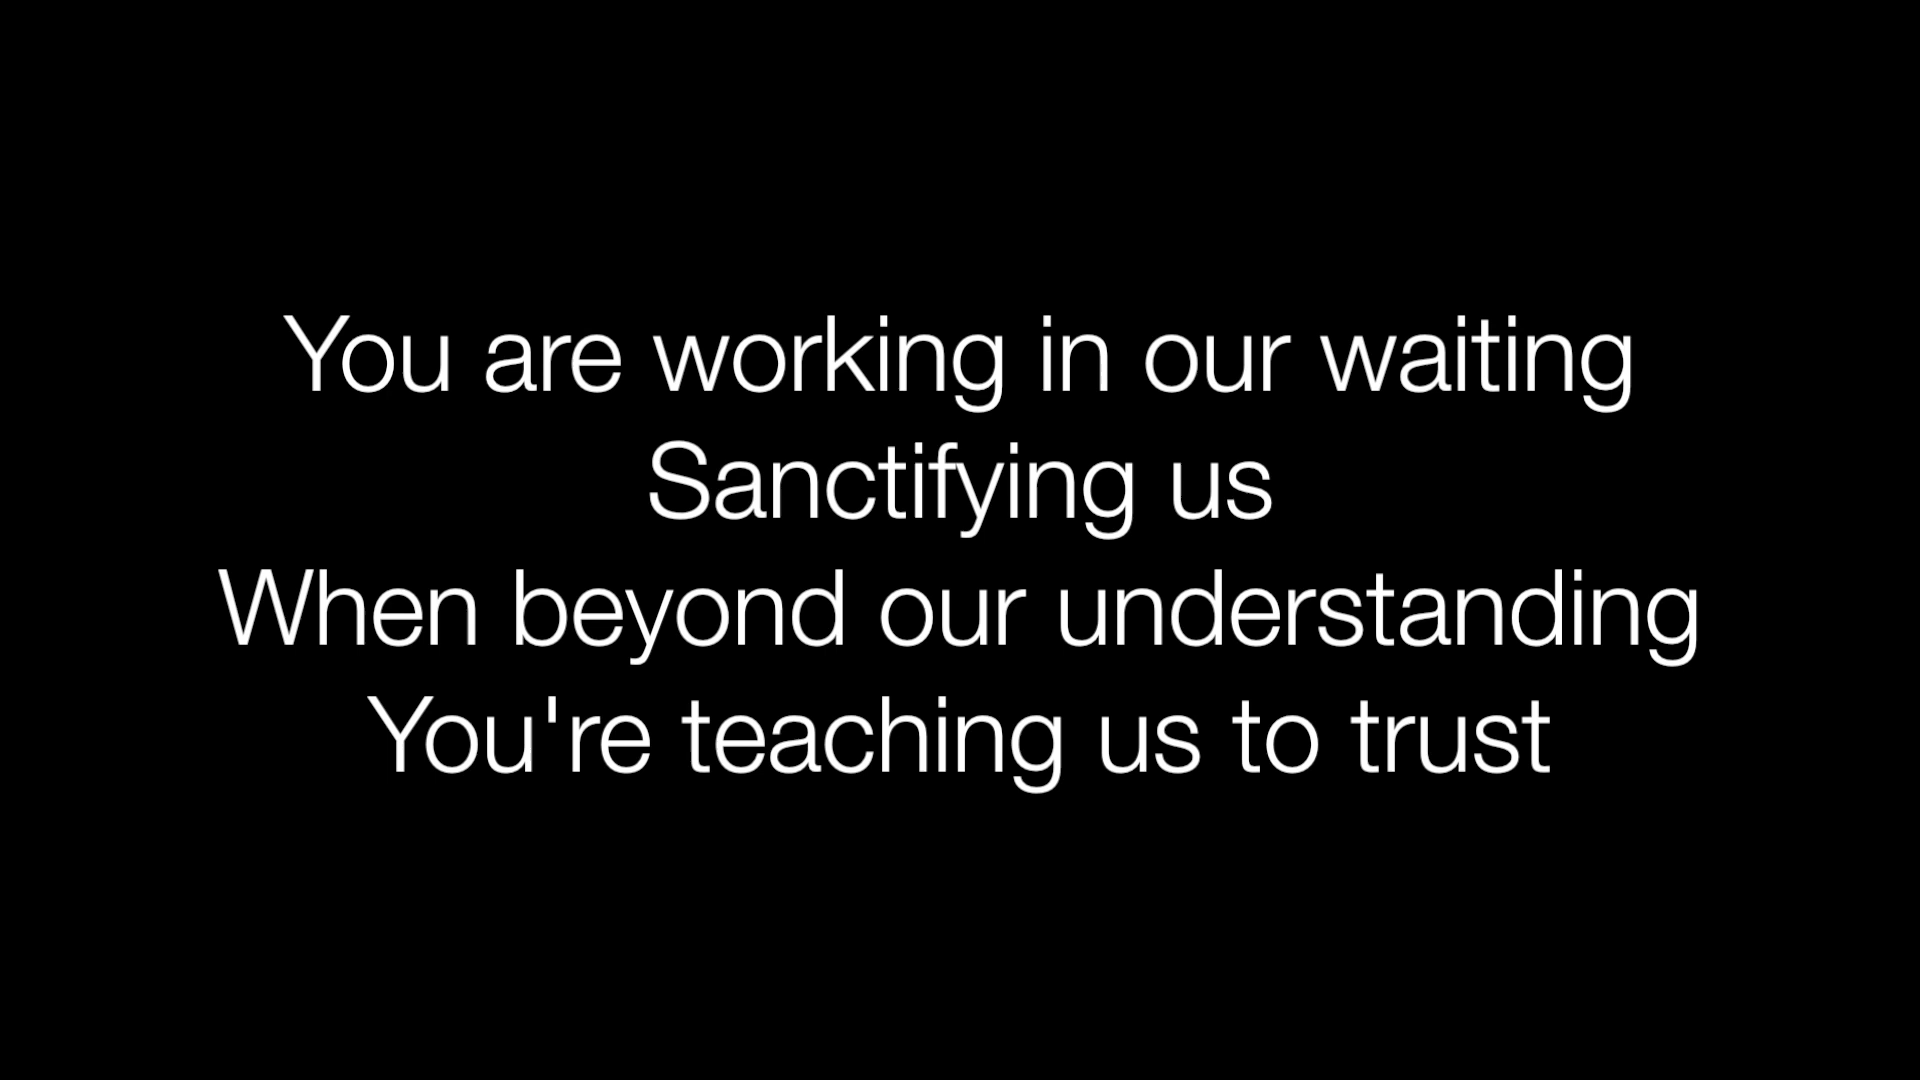 You are working in our waiting
Sanctifying us
When beyond our understanding
You're teaching us to trust